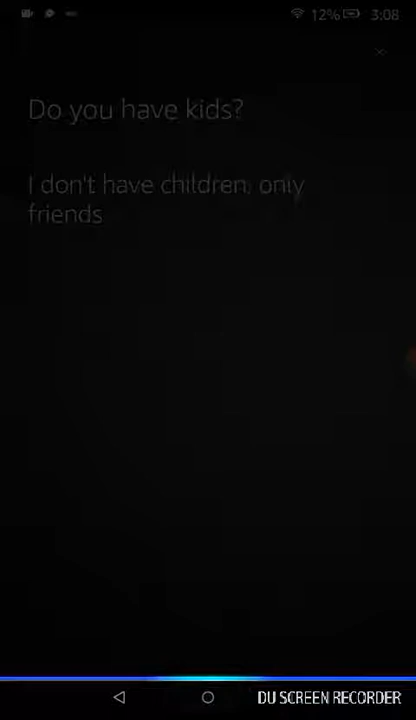 12% 3:08
Do you have kids?
I don't have children, only
friends
DU SCREEN RECORDER